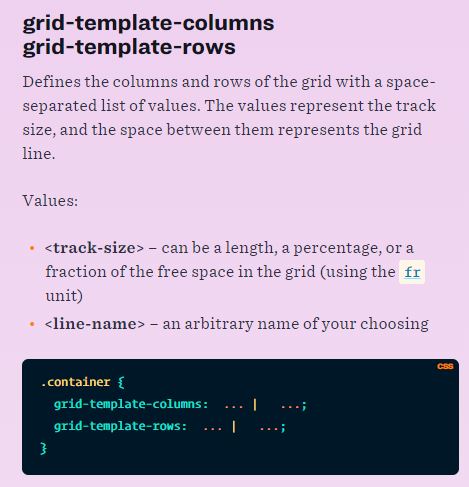 grid-template-columns
grid-template-rows
Defines the columns and rows of the grid with a space-
separated list of values. The values represent the track
size, and the space between them represents the grid
line.
Values:
• <track-size> – can be a length, a percentage, or a
fraction of the free space in the grid (using the fr
unit)
• <line-name> – an arbitrary name of your choosing
CSS
.container {
  grid-template-columns:  ... |   ...;
  grid-template-rows:  ... |   ...;
}